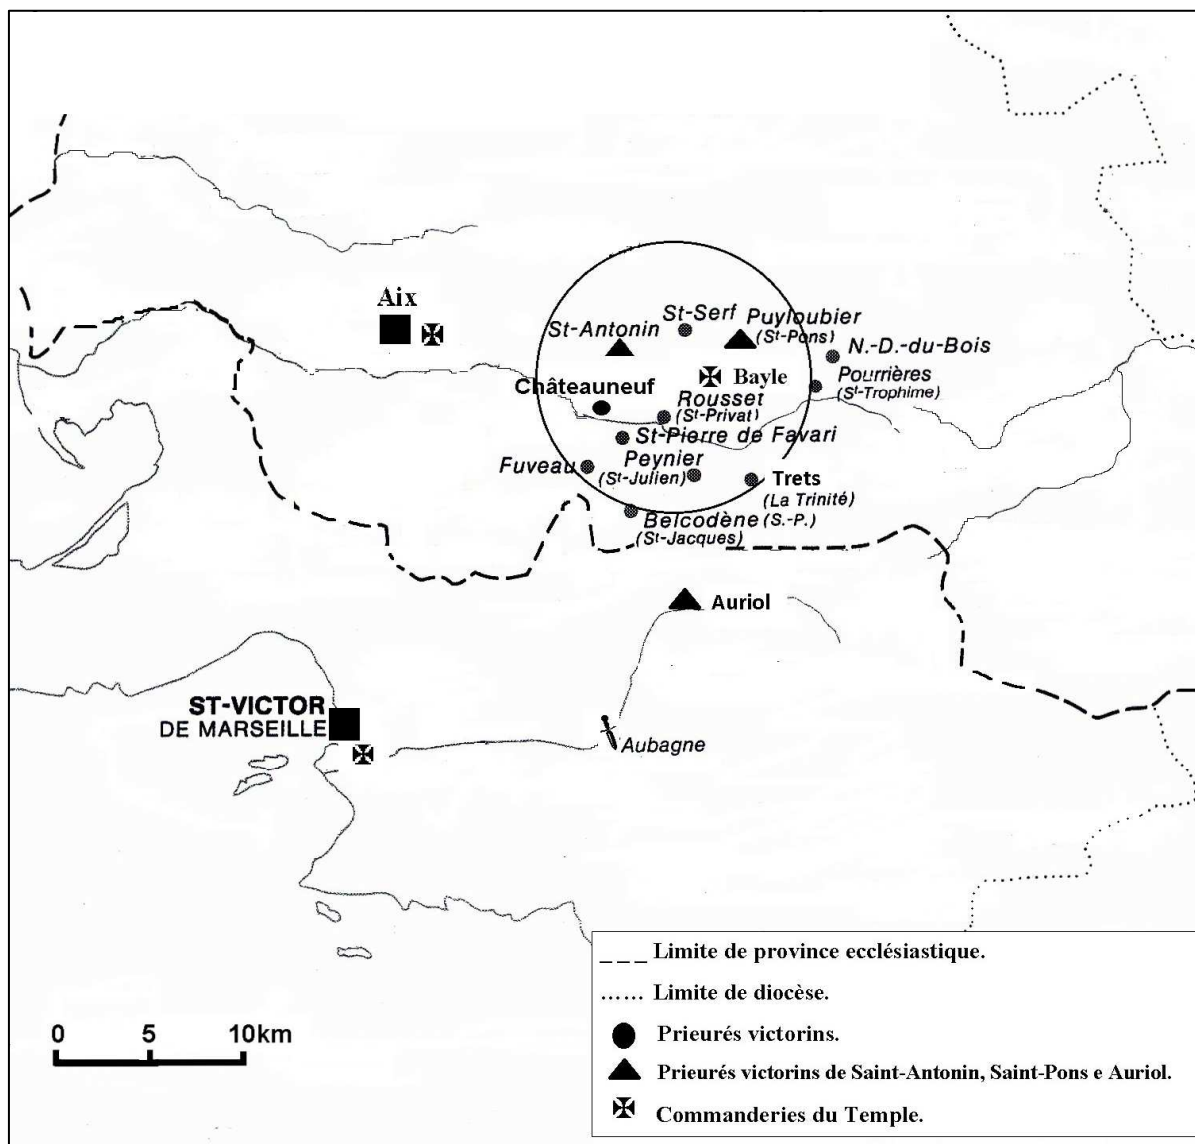 Aix
St-Serf
St-Antonin
Puyloubier
(St-Pons)
N.-D.-du-Bois
Bayle
Pourrières
(St-Trophime)
Châteauneuf
Rousset
(St-Privat)
St-Pierre de Favari
Fuveau
Peynier
(St-Julien)
Trets
(La Trinité)
Belcodène (S.-P.)
(St-Jacques)
Auriol
ST-VICTOR
DE MARSEILLE
Aubagne
0 5 10km
_ _ _ Limite de province ecclésiastique.
...... Limite de diocèse.
Prieurés victorins.
Prieurés victorins de Saint-Antonin, Saint-Pons e Auriol.
Commanderies du Temple.